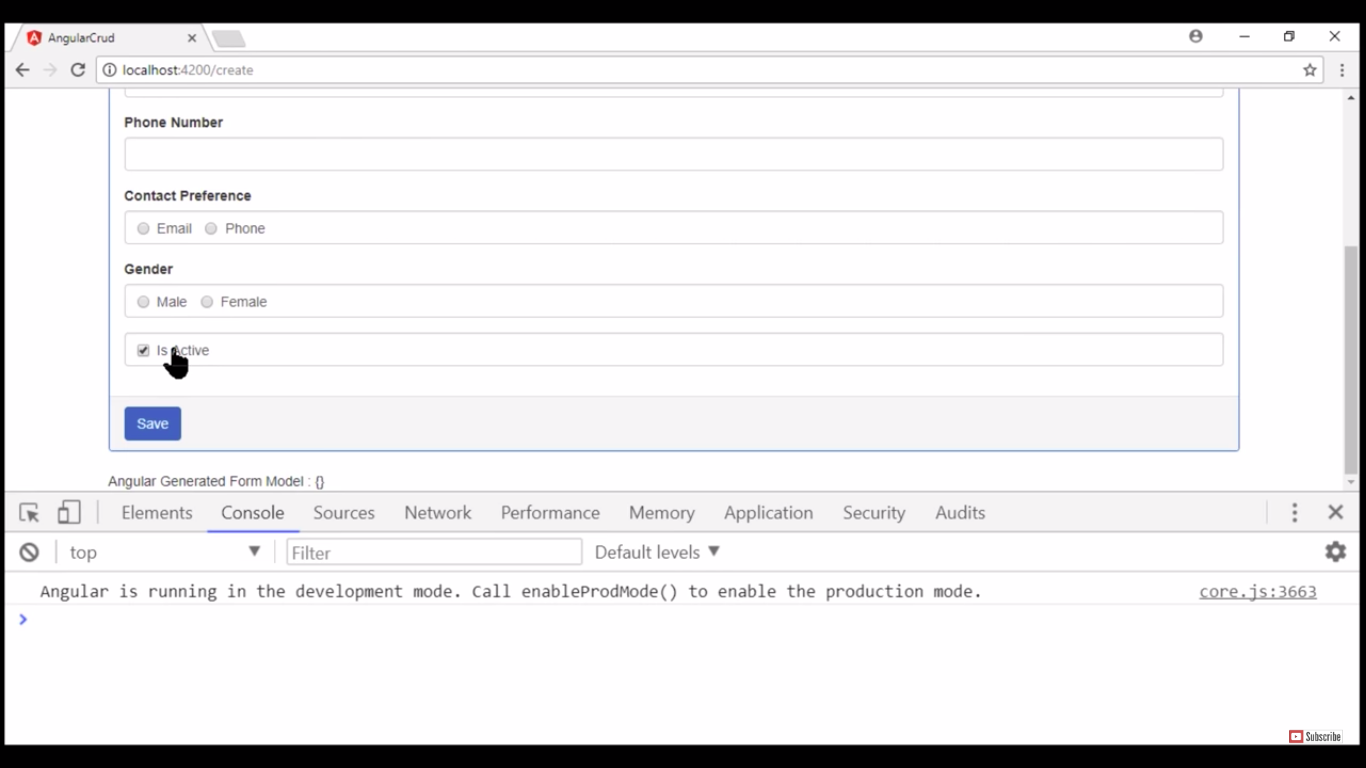 AngularCrud
localhost:4200/create
Phone Number
Contact Preference
Email Phone
Gender
Male Female
Is Active
Save
Angular Generated Form Model : {}
Elements Console Sources Network Performance Memory Application Security Audits
top Filter Default levels
Angular is running in the development mode. Call enableProdMode() to enable the production mode. core.js:3663
Subscribe